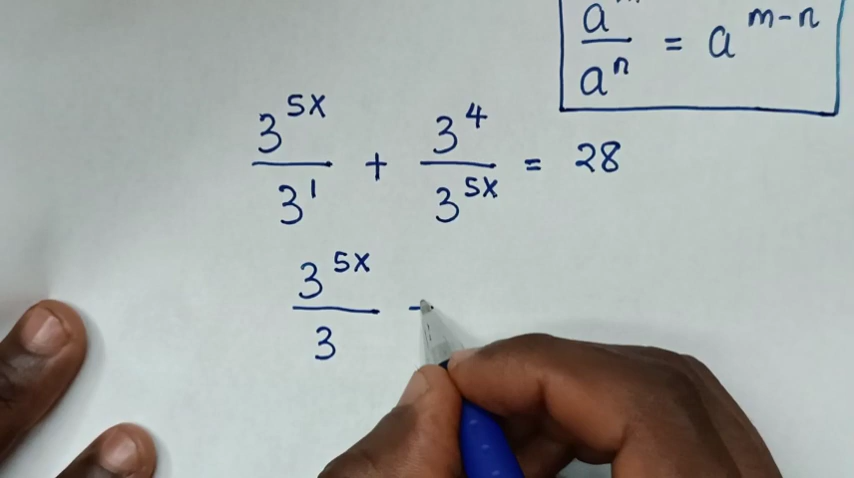 a^m/a^n = a^(m-n)
3^(5x)/3^1 + 3^4/3^(5x) = 28
3^(5x)/3 -